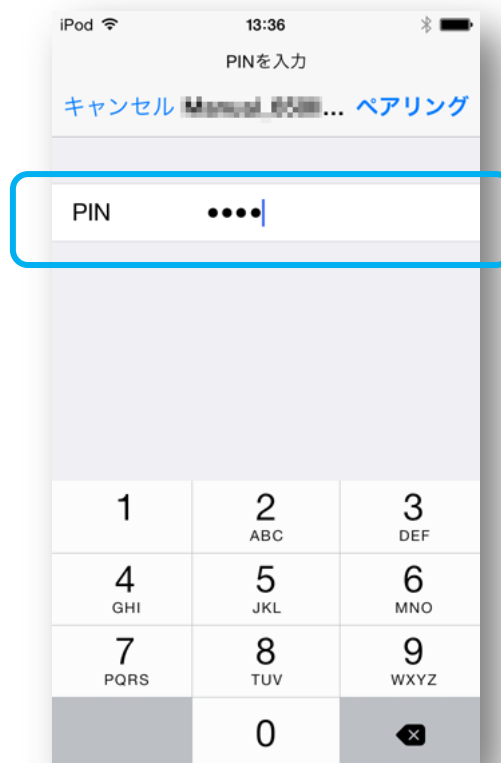 iPod 13:36
PINを入力
キャンセル ... ペアリング
PIN ••••
1 2 3
ABC DEF
4 5 6
GHI JKL MNO
7 8 9
PQRS TUV WXYZ
0